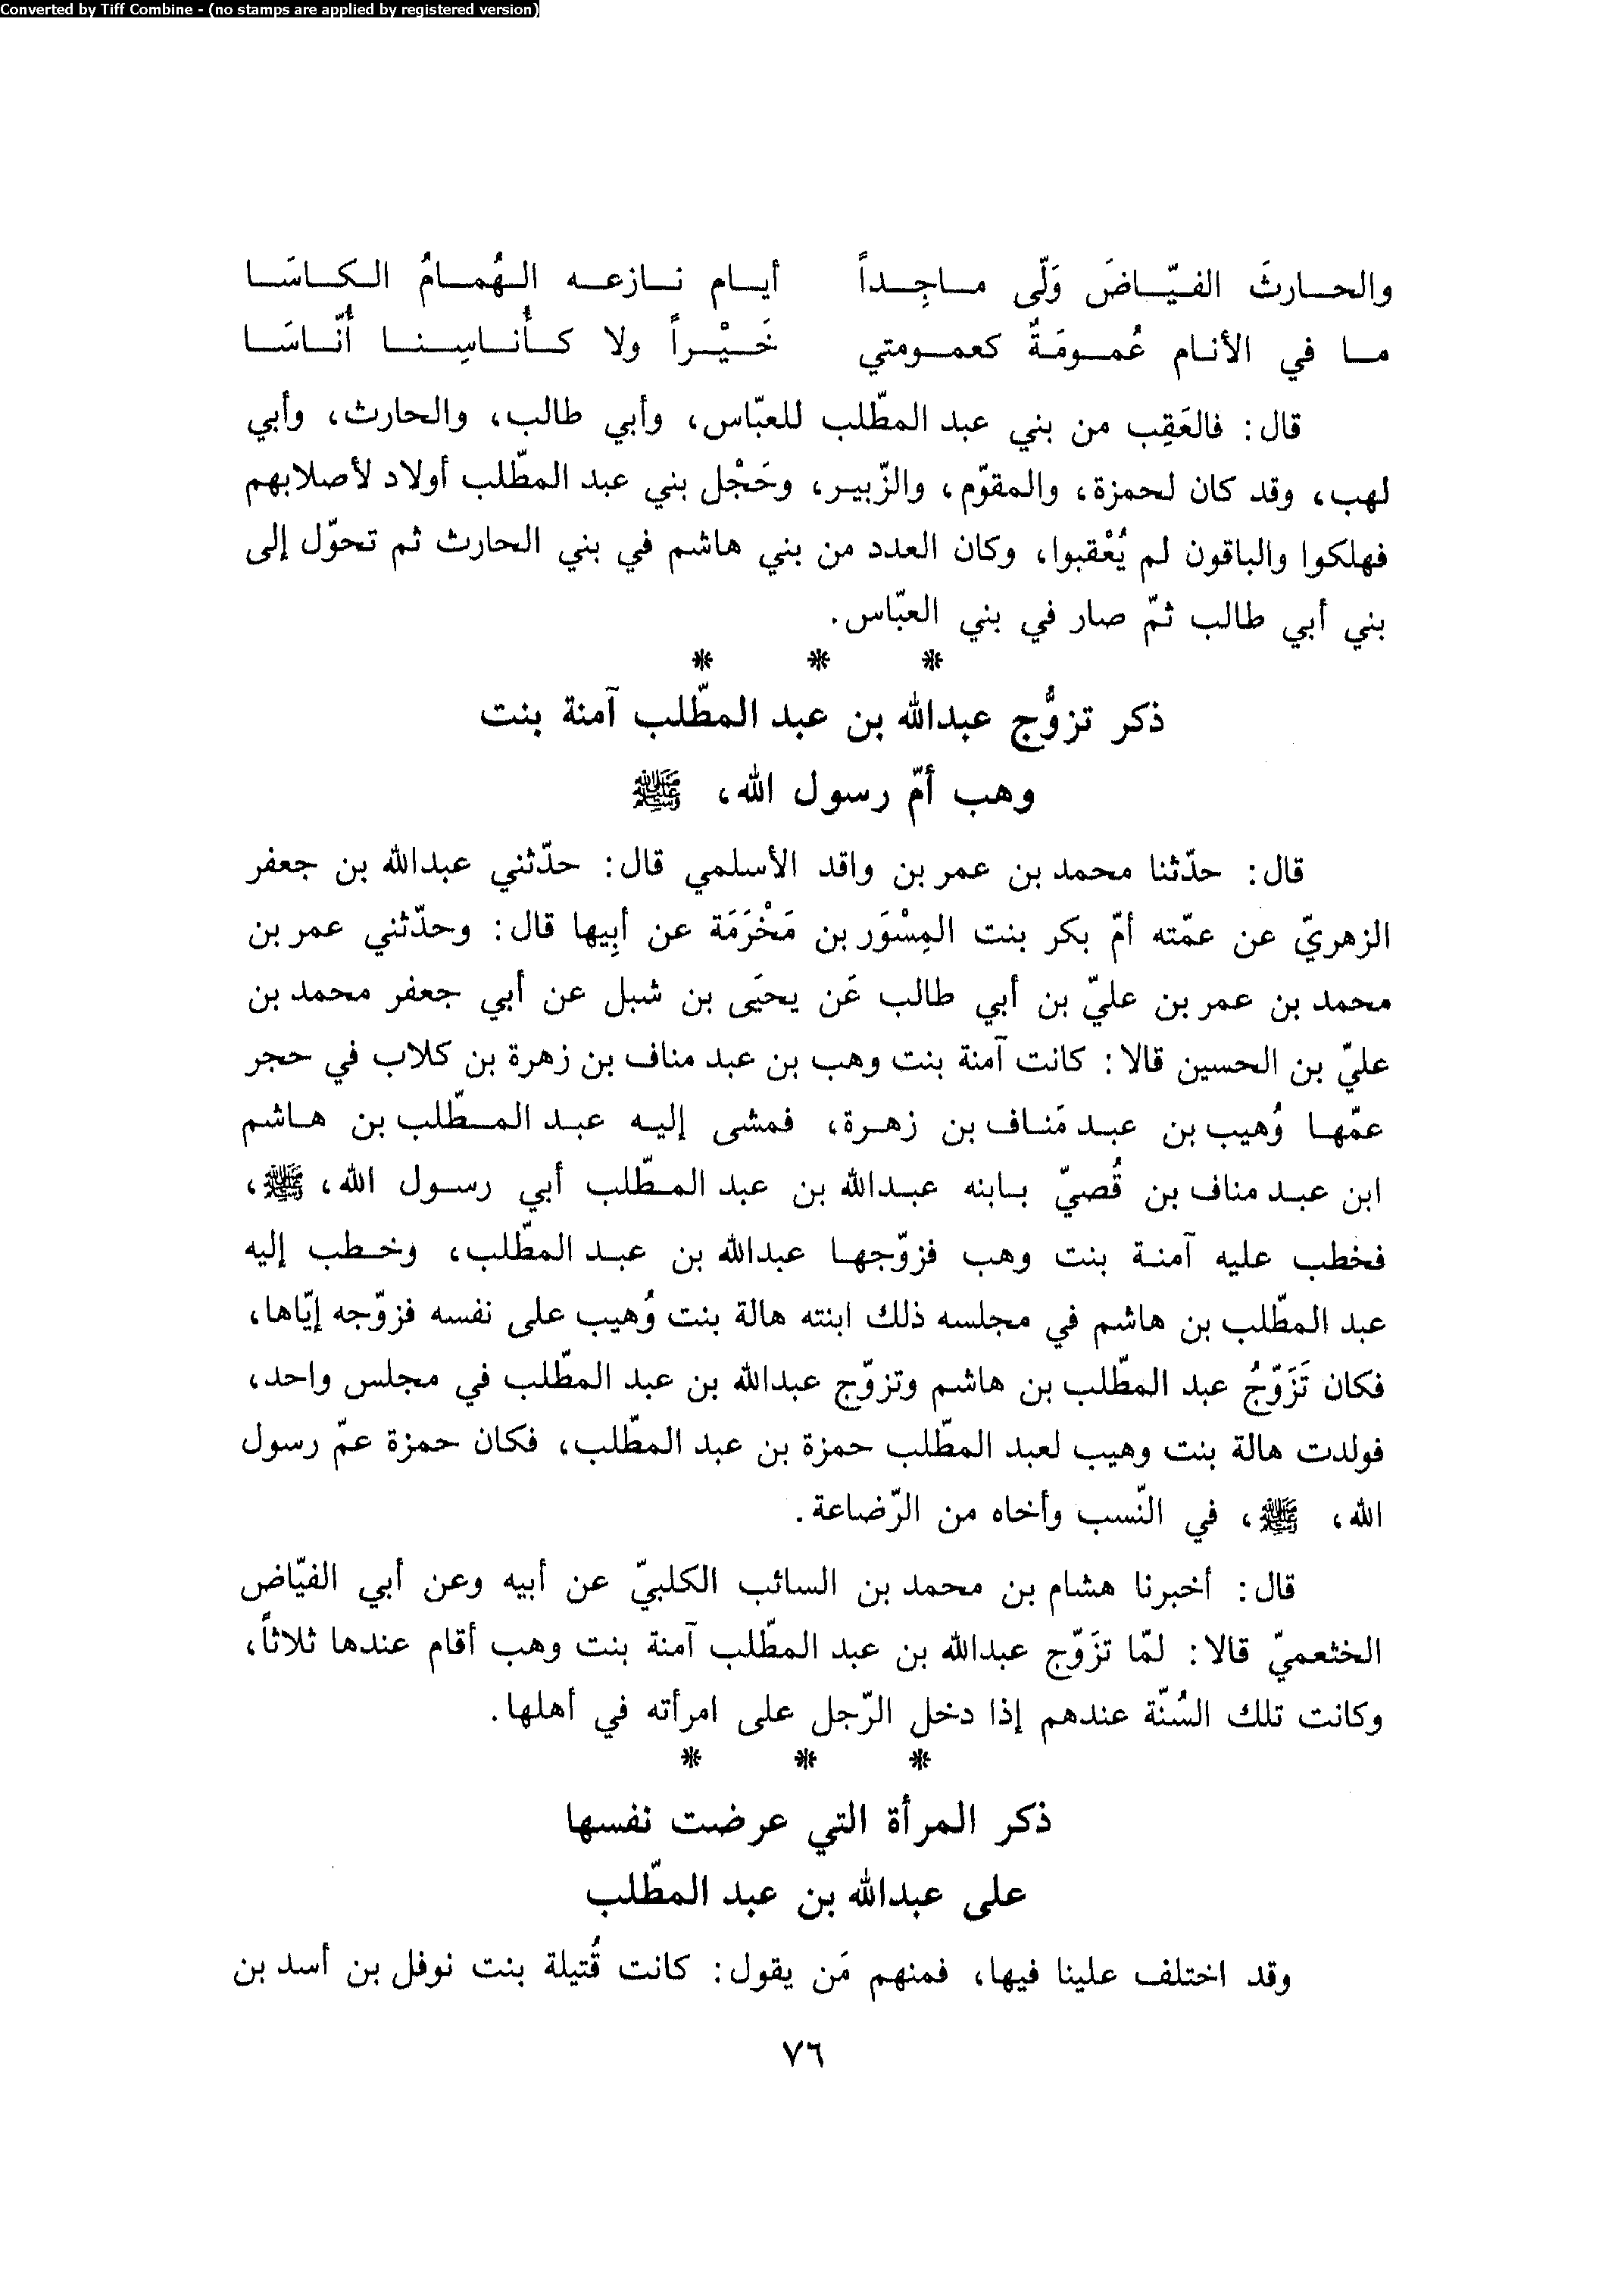 Converted by Tiff Combine - (no stamps are applied by registered version)
والحارثَ الفيّاضَ وَلّى ماجِداً أيام نازعه الهُمامُ الكاسَا
ما في الأنام عُمومَةٌ كعمومتي خَيْراً ولا كأُناسِنا أُنّاسَا
قال: فالعَقِب من بني عبد المطّلب للعبّاس، وأبي طالب، والحارث، وأبي
لهب، وقد كان لحمزة، والمقوّم، والزّبير، وحَجْل بني عبد المطّلب أولاد لأصلابهم
فهلكوا والباقون لم يُعْقبوا، وكان العدد من بني هاشم في بني الحارث ثم تحوّل إلى
بني أبي طالب ثمّ صار في بني العبّاس.
* * *
ذكر تزوُّج عبدالله بن عبد المطّلب آمنة بنت
وهب أمّ رسول الله، ﷺ
قال: حدّثنا محمد بن عمر بن واقد الأسلمي قال: حدّثني عبدالله بن جعفر
الزهريّ عن عمّته أمّ بكر بنت المِسْوَر بن مَخْرَمَة عن أبِيها قال: وحدّثني عمر بن
محمد بن عمر بن عليّ بن أبي طالب عَن يحيَى بن شبل عن أبي جعفر محمد بن
عليّ بن الحسين قالا: كانت آمنة بنت وهب بن عبد مناف بن زهرة بن كلاب في حجر
عمّها وُهيب بن عبد مَناف بن زهرة، فمشى إليه عبد المطّلب بن هاشم
ابن عبد مناف بن قُصيّ بابنه عبدالله بن عبد المطّلب أبي رسول الله، ﷺ،
فخطب عليه آمنة بنت وهب فزوّجها عبدالله بن عبد المطّلب، وخطب إليه
عبد المطّلب بن هاشم في مجلسه ذلك ابنته هالة بنت وُهيب على نفسه فزوّجه إيّاها،
فكان تَزَوّجُ عبد المطّلب بن هاشم وتزوّج عبدالله بن عبد المطّلب في مجلس واحد،
فولدت هالة بنت وهيب لعبد المطّلب حمزة بن عبد المطّلب، فكان حمزة عمّ رسول
الله، ﷺ، في النّسب وأخاه من الرّضاعة.
قال: أخبرنا هشام بن محمد بن السائب الكلبيّ عن أبيه وعن أبي الفيّاض
الخثعميّ قالا: لمّا تزَوّج عبدالله بن عبد المطّلب آمنة بنت وهب أقام عندها ثلاثاً،
وكانت تلك السُنّة عندهم إذا دخل الرّجل على امرأته في أهلها.
* * *
ذكر المرأة التي عرضت نفسها
على عبدالله بن عبد المطّلب
وقد اختلف علينا فيها، فمنهم مَن يقول: كانت قُتيلة بنت نوفل بن أسد بن
٧٦